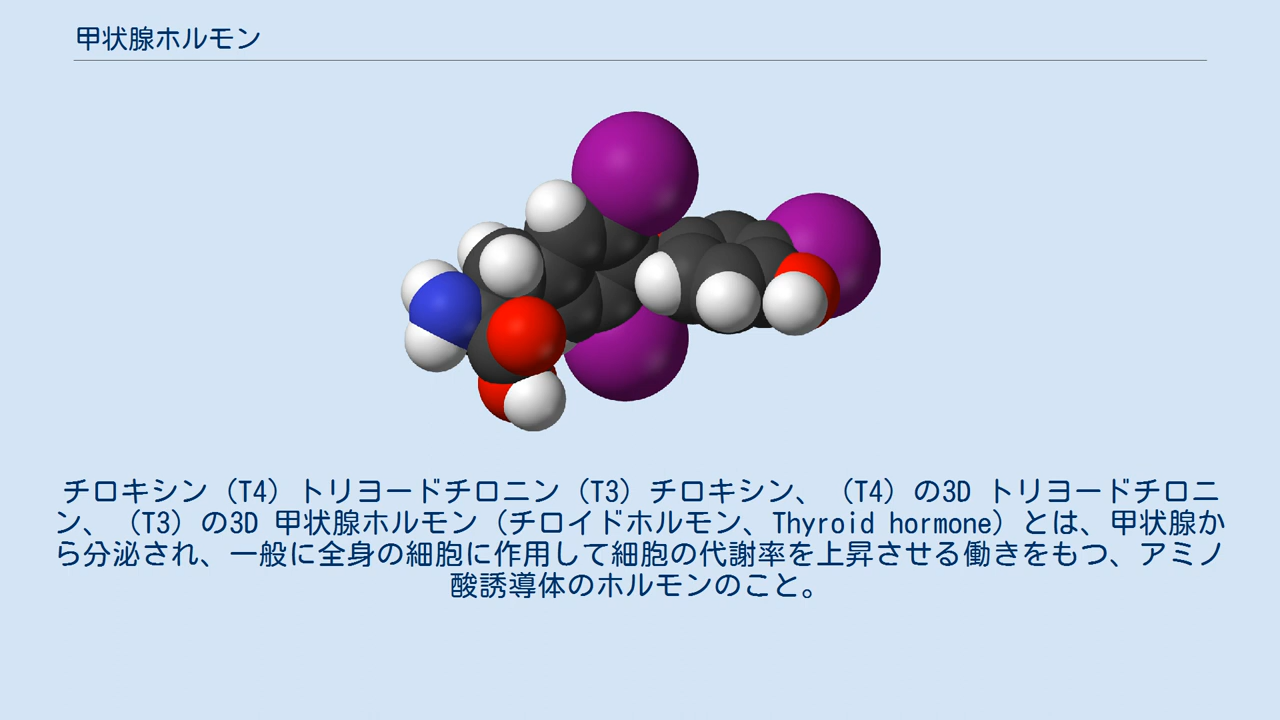 甲状腺ホルモン
チロキシン（T4）トリヨードチロニン（T3）チロキシン、（T4）の3D トリヨードチロニ
ン、（T3）の3D 甲状腺ホルモン（チロイドホルモン、Thyroid hormone）とは、甲状腺か
ら分泌され、一般に全身の細胞に作用して細胞の代謝率を上昇させる働きをもつ、アミノ
酸誘導体のホルモンのこと。